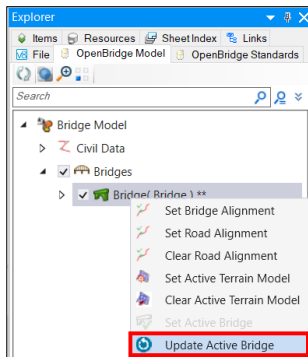 Explorer
Items Resources Sheet Index Links
File OpenBridge Model OpenBridge Standards
Search
Bridge Model
Civil Data
Bridges
Bridge( Bridge ) **
Set Bridge Alignment
Set Road Alignment
Clear Road Alignment
Set Active Terrain Model
Clear Active Terrain Model
Set Active Bridge
Update Active Bridge